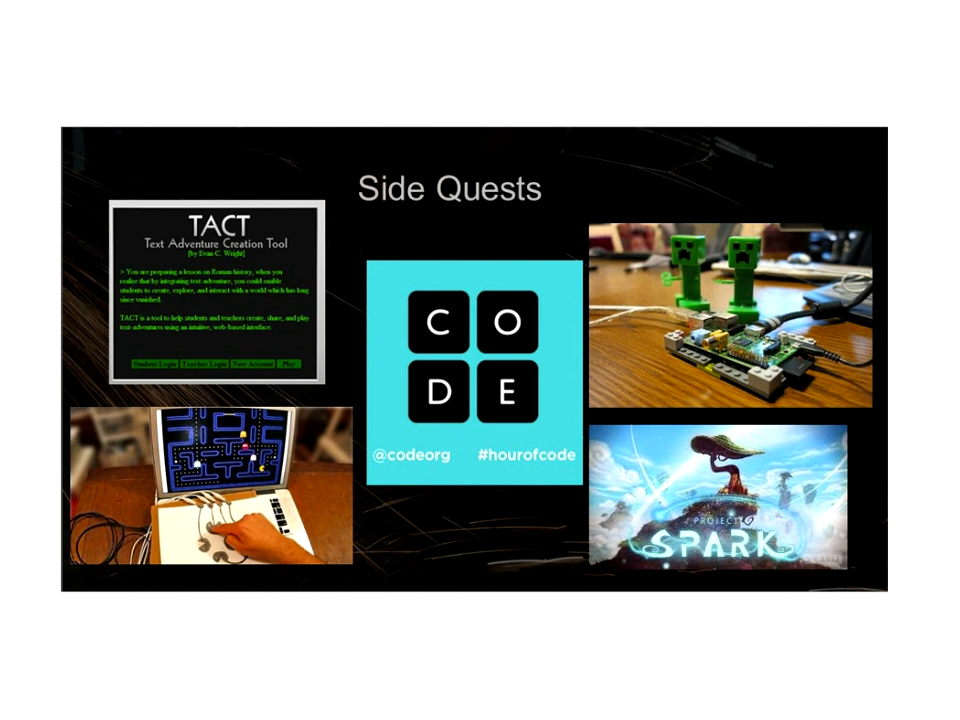 Side Quests
TACT
Text Adventure Creation Tool
[by Evan C. Wright]
> You are preparing a lesson on Roman history, when you
realize that by integrating text-adventure, you could enable
students to create, explore, and interact with a world which has long
since vanished.
TACT is a tool to help students and teachers create, share, and play
text-adventures using an intuitive, web-based interface.
Student Login Teacher Login New Account Play
C O
D E
@codeorg #hourofcode
PROJECT
SPARK